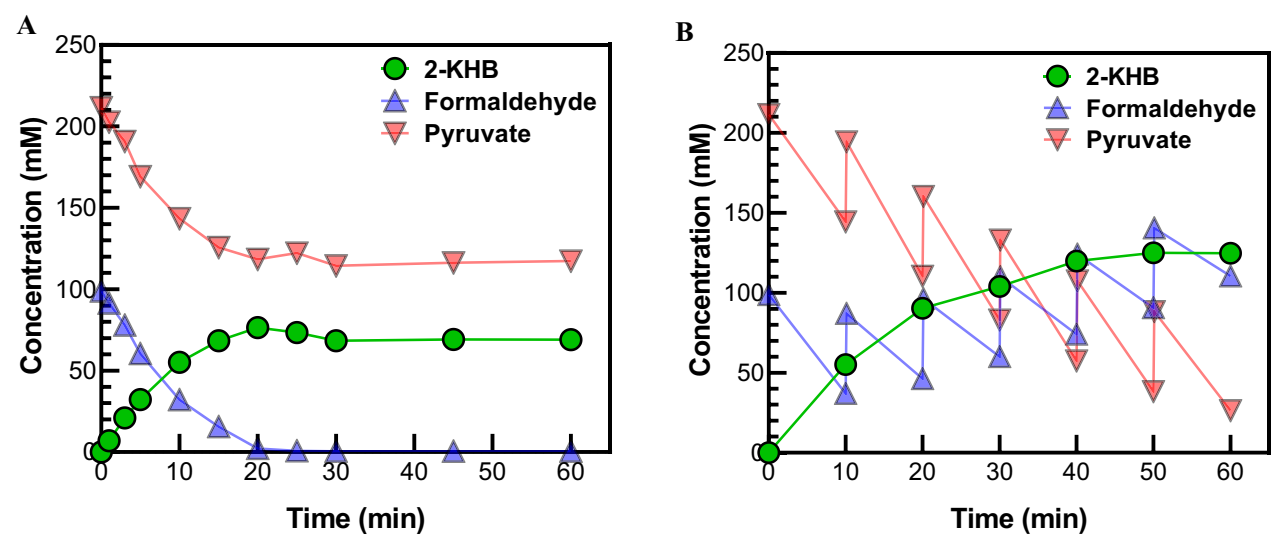 A
250
200
150
100
50
0
Concentration (mM)
2-KHB
Formaldehyde
Pyruvate
0 10 20 30 40 50 60
Time (min)
B
250
200
150
100
50
0
Concentration (mM)
2-KHB
Formaldehyde
Pyruvate
0 10 20 30 40 50 60
Time (min)